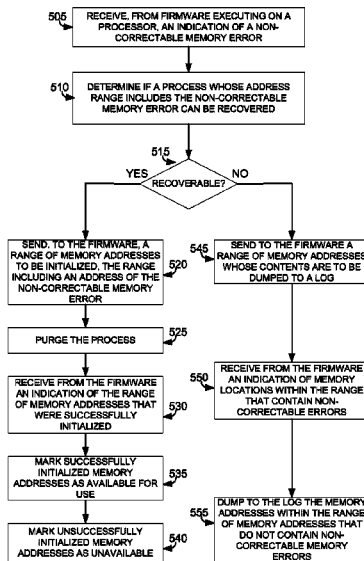 505
RECEIVE, FROM FIRMWARE EXECUTING ON A
PROCESSOR, AN INDICATION OF A NON-
CORRECTABLE MEMORY ERROR
510
DETERMINE IF A PROCESS WHOSE ADDRESS
RANGE INCLUDES THE NON-CORRECTABLE
MEMORY ERROR CAN BE RECOVERED
515
YES
RECOVERABLE?
NO
SEND, TO THE FIRMWARE, A
RANGE OF MEMORY ADDRESSES
TO BE INITIALIZED, THE RANGE
INCLUDING AN ADDRESS OF THE
NON-CORRECTABLE MEMORY
ERROR
520
PURGE THE PROCESS
525
RECEIVE FROM THE FIRMWARE
AN INDICATION OF THE RANGE
OF MEMORY ADDRESSES THAT
WERE SUCCESSFULLY
INITIALIZED
530
MARK SUCCESSFULLY
INITIALIZED MEMORY
ADDRESSES AS AVAILABLE FOR
USE
535
MARK UNSUCCESSFULLY
INITIALIZED MEMORY
ADDRESSES AS UNAVAILABLE
540
545
SEND TO THE FIRMWARE A
RANGE OF MEMORY ADDRESSES
WHOSE CONTENTS ARE TO BE
DUMPED TO A LOG
550
RECEIVE FROM THE FIRMWARE
AN INDICATION OF MEMORY
LOCATIONS WITHIN THE RANGE
THAT CONTAIN NON-
CORRECTABLE ERRORS
555
DUMP TO THE LOG THE MEMORY
ADDRESSES WITHIN THE RANGE
OF MEMORY ADDRESSES THAT
DO NOT CONTAIN NON-
CORRECTABLE MEMORY ERRORS